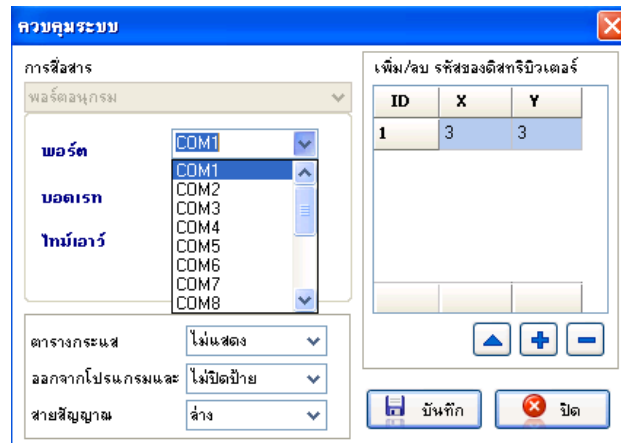 ควบคุมระบบ
การสื่อสาร
พอร์ตอนุกรม
พอร์ต COM1
COM1
COM2
บอดเรท
COM3
COM4
ไทม์เอาว์
COM5
COM6
COM7
COM8
ตารางกระแส ไม่แสดง
ออกจากโปรแกรมและ ไม่ปิดป้าย
สายสัญญาณ ล่าง
เพิ่ม/ลบ รหัสของดิสทริบิวเตอร์
ID X Y
1 3 3
บันทึก ปิด